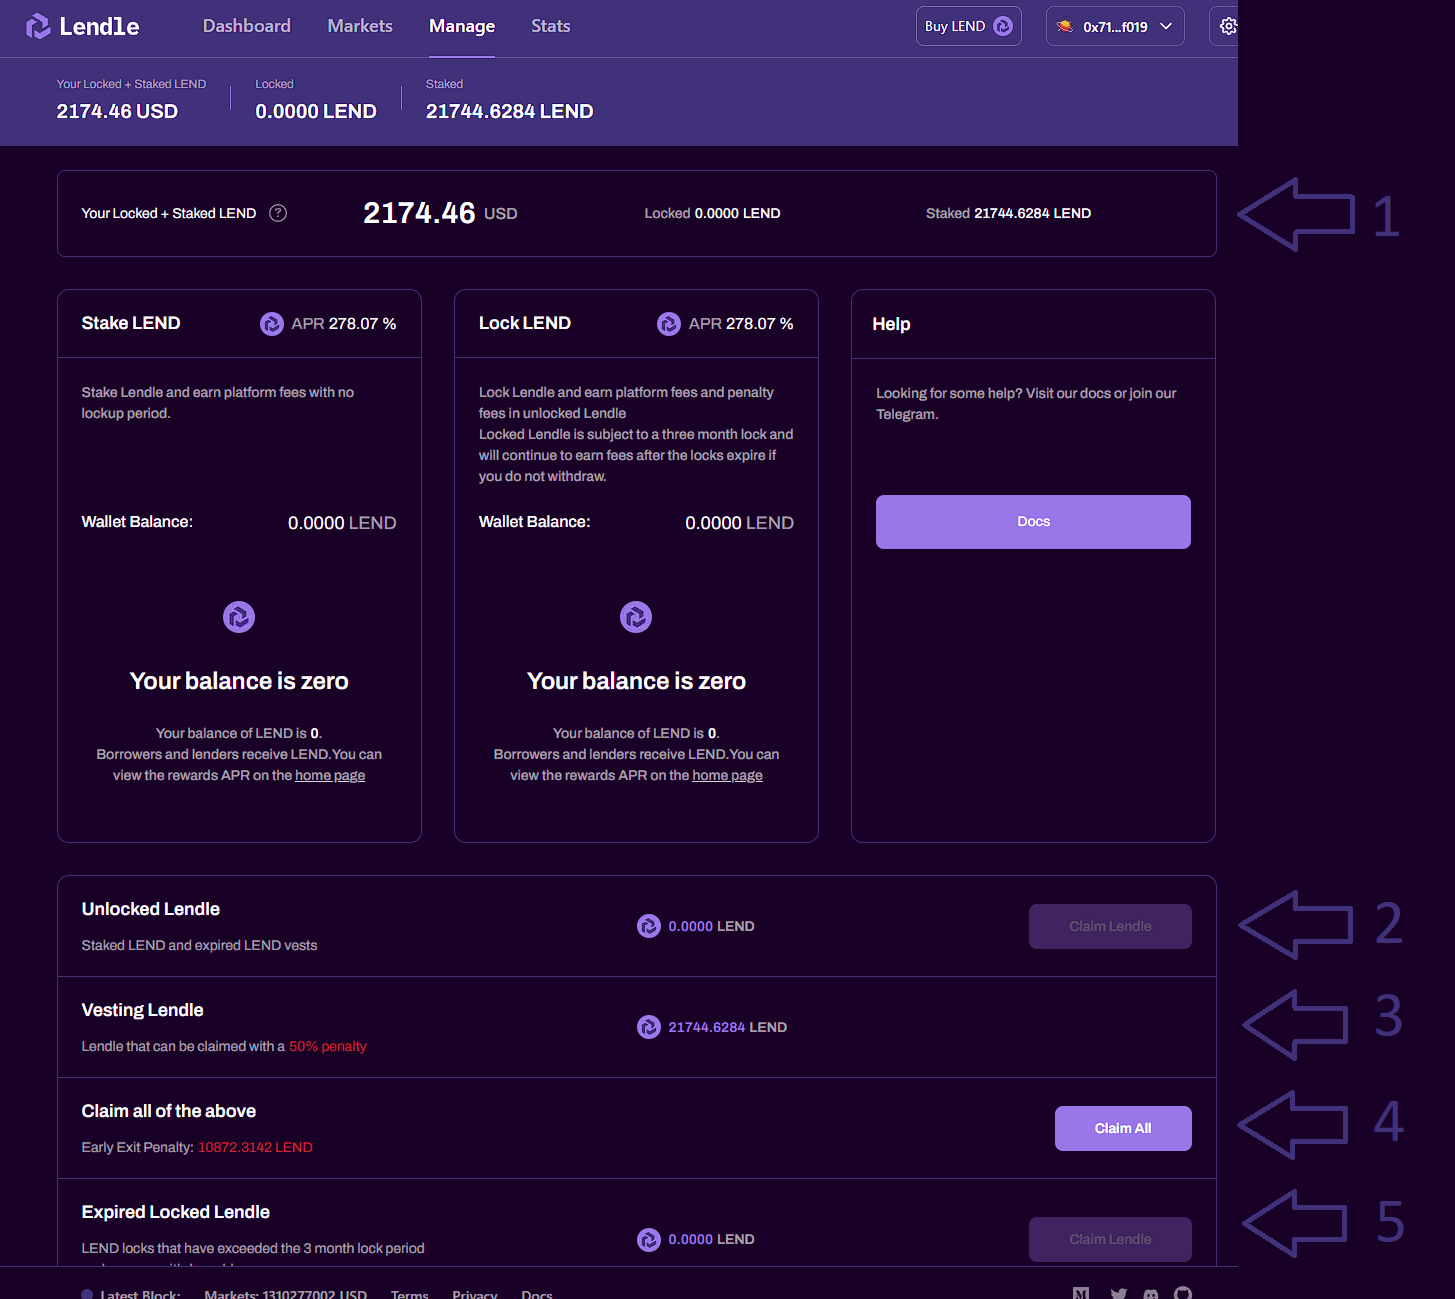 Lendle
Dashboard
Markets
Manage
Stats
Buy LEND
0x71...f019
Your Locked + Staked LEND
Locked
Staked
2174.46 USD
0.0000 LEND
21744.6284 LEND
Your Locked + Staked LEND ?
2174.46 USD
Locked 0.0000 LEND
Staked 21744.6284 LEND
1
Stake LEND
APR 278.07 %
Stake Lendle and earn platform fees with no
lockup period.
Wallet Balance:
0.0000 LEND
Your balance is zero
Your balance of LEND is 0.
Borrowers and lenders receive LEND.You can
view the rewards APR on the home page
Lock LEND
APR 278.07 %
Lock Lendle and earn platform fees and penalty
fees in unlocked Lendle
Locked Lendle is subject to a three month lock and
will continue to earn fees after the locks expire if
you do not withdraw.
Wallet Balance:
0.0000 LEND
Your balance is zero
Your balance of LEND is 0.
Borrowers and lenders receive LEND.You can
view the rewards APR on the home page
Help
Looking for some help? Visit our docs or join our
Telegram.
Docs
Unlocked Lendle
Staked LEND and expired LEND vests
0.0000 LEND
Claim Lendle
2
Vesting Lendle
Lendle that can be claimed with a 50% penalty
21744.6284 LEND
3
Claim all of the above
Early Exit Penalty: 10872.3142 LEND
Claim All
4
Expired Locked Lendle
LEND locks that have exceeded the 3 month lock period
0.0000 LEND
Claim Lendle
5
Latest Block:
Markets: 1310277002 USD
Terms
Privacy
Docs